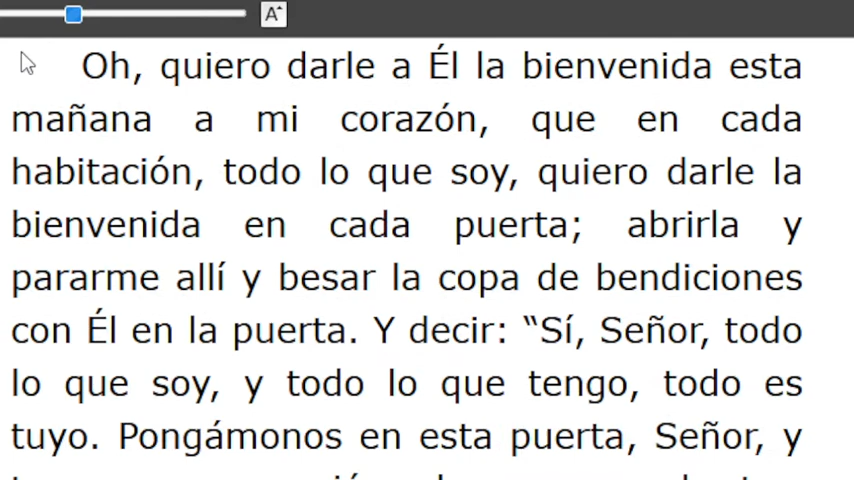 A
Oh, quiero darle a Él la bienvenida esta
mañana a mi corazón, que en cada
habitación, todo lo que soy, quiero darle la
bienvenida en cada puerta; abrirla y
pararme allí y besar la copa de bendiciones
con Él en la puerta. Y decir: “Sí, Señor, todo
lo que soy, y todo lo que tengo, todo es
tuyo. Pongámonos en esta puerta, Señor, y